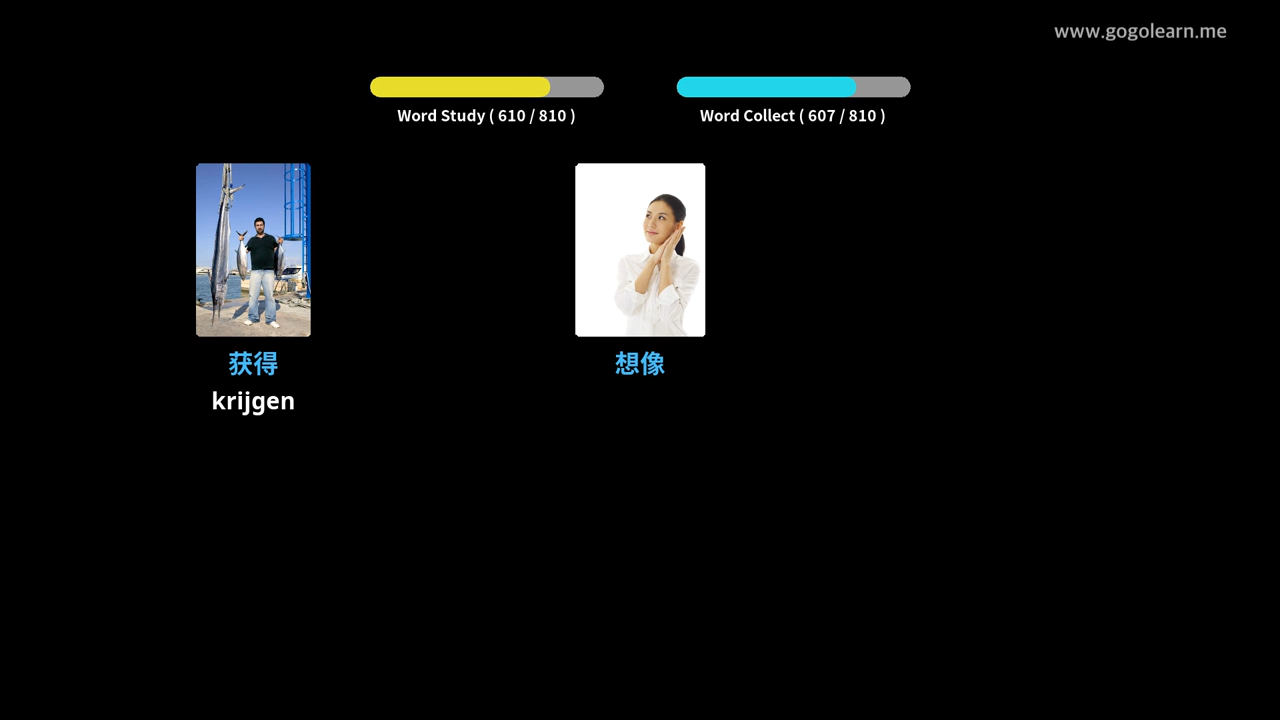 www.gogolearn.me
Word Study ( 610 / 810 )
Word Collect ( 607 / 810 )
获得
krijgen
想像